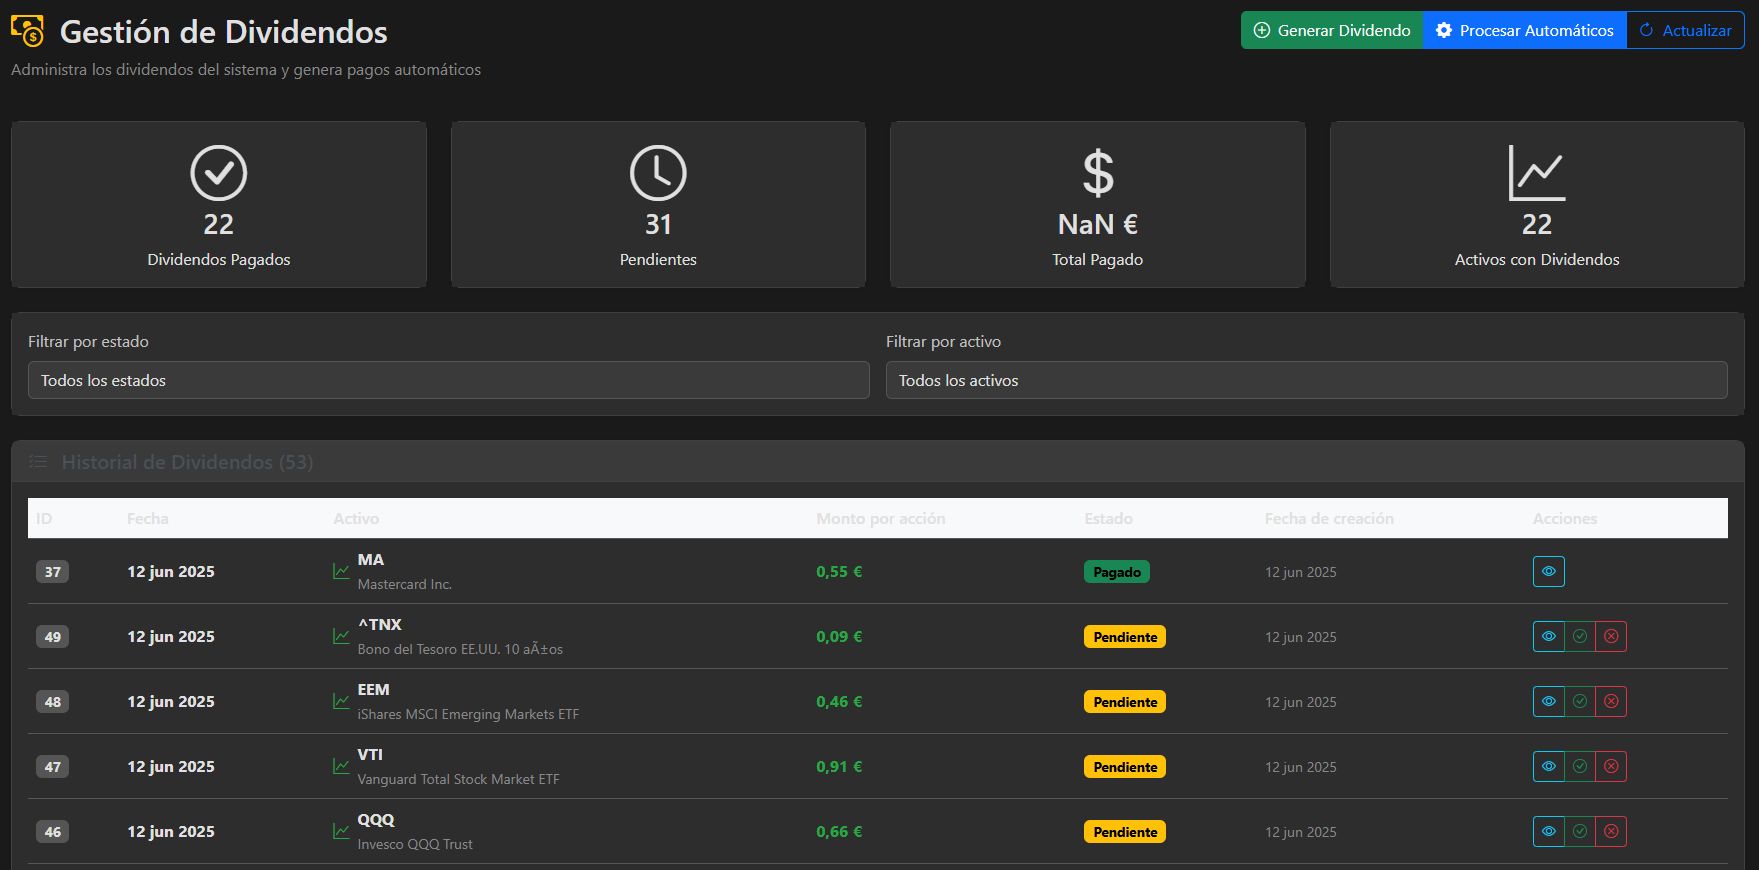 Gestión de Dividendos
Generar Dividendo Procesar Automáticos Actualizar
Administra los dividendos del sistema y genera pagos automáticos
22
Dividendos Pagados
31
Pendientes
$
NaN €
Total Pagado
22
Activos con Dividendos
Filtrar por estado
Todos los estados
Filtrar por activo
Todos los activos
Historial de Dividendos (53)
ID Fecha Activo Monto por acción Estado Fecha de creación Acciones
37 12 jun 2025 MA 0,55 € Pagado 12 jun 2025
Mastercard Inc.
49 12 jun 2025 ^TNX 0,09 € Pendiente 12 jun 2025
Bono del Tesoro EE.UU. 10 aÃ±os
48 12 jun 2025 EEM 0,46 € Pendiente 12 jun 2025
iShares MSCI Emerging Markets ETF
47 12 jun 2025 VTI 0,91 € Pendiente 12 jun 2025
Vanguard Total Stock Market ETF
46 12 jun 2025 QQQ 0,66 € Pendiente 12 jun 2025
Invesco QQQ Trust